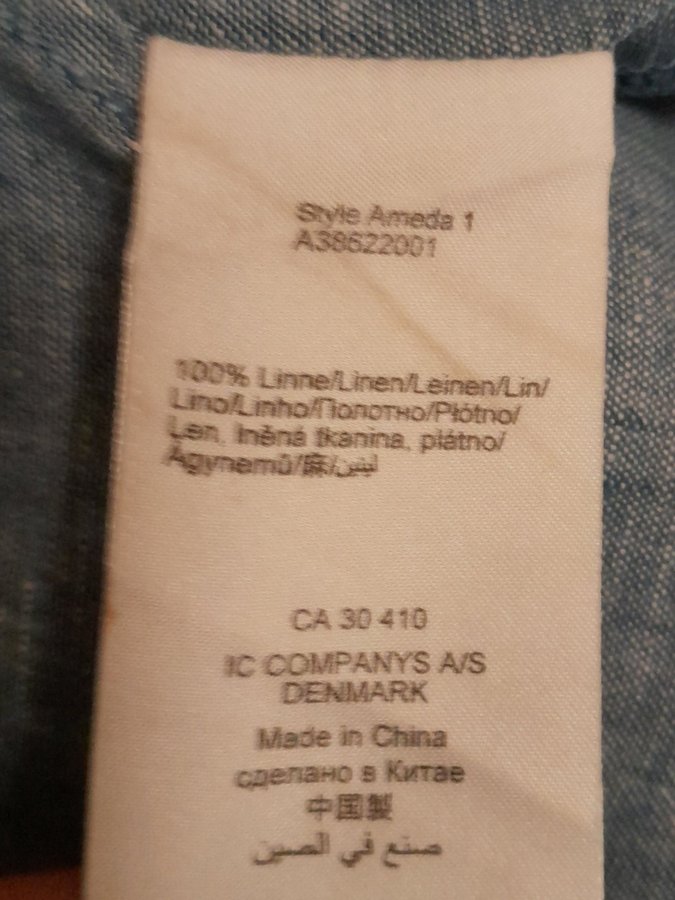 Style Ameda 1
A38622001
100% Linne/Linen/Leinen/Lin/
Lino/Linho/Полотно/Płótno/
Len, lněná tkanina, plátno/
Ágynemű/麻/لينين
CA 30 410
IC COMPANYS A/S
DENMARK
Made in China
сделано в Китае
中国製
صنع في الصين